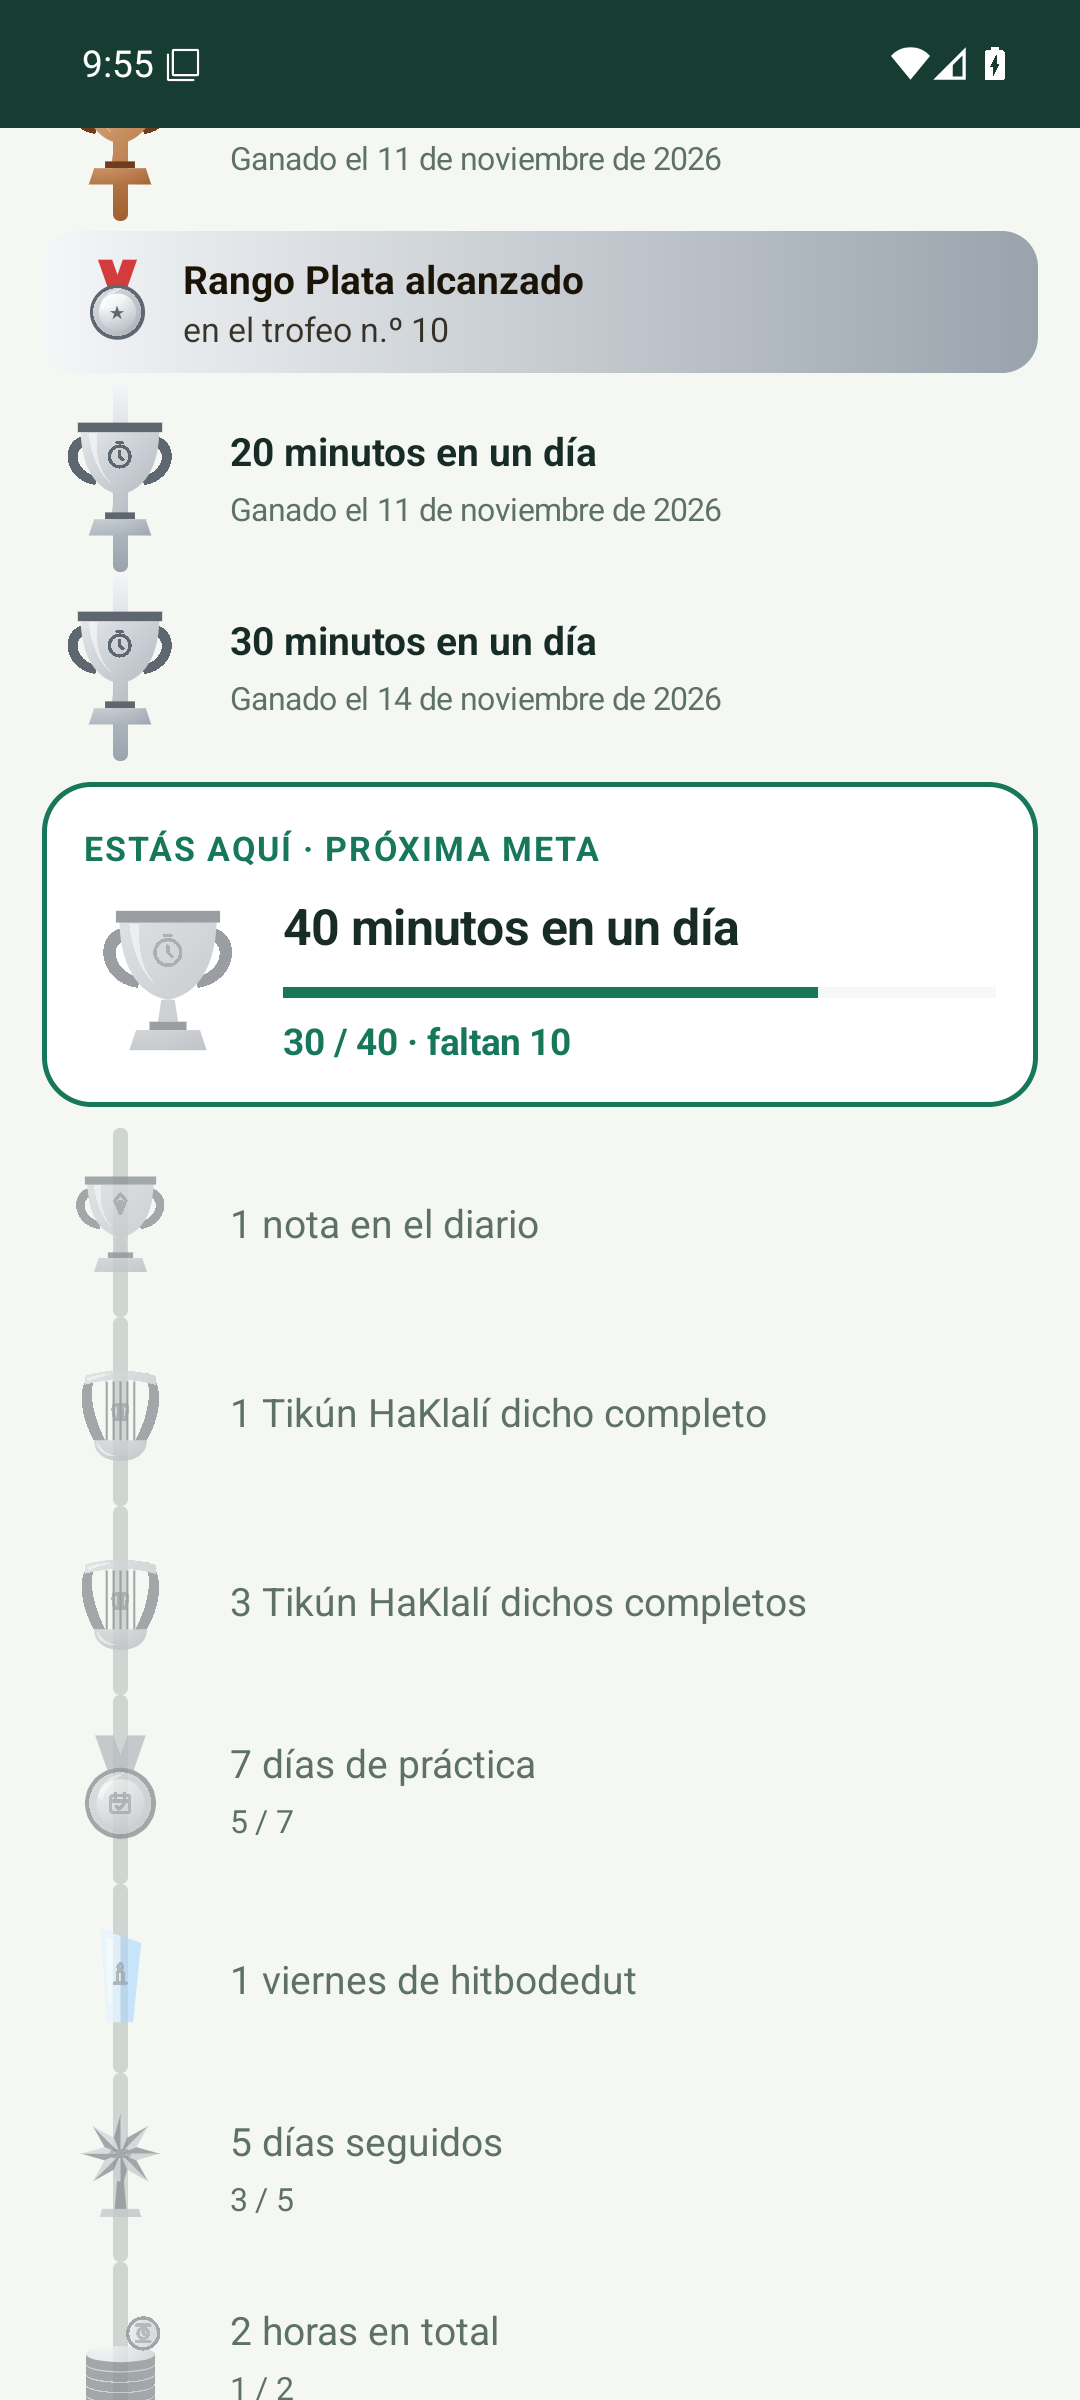 9:55
Ganado el 11 de noviembre de 2026
Rango Plata alcanzado
en el trofeo n.º 10
20 minutos en un día
Ganado el 11 de noviembre de 2026
30 minutos en un día
Ganado el 14 de noviembre de 2026
ESTÁS AQUÍ · PRÓXIMA META
40 minutos en un día
30 / 40 · faltan 10
1 nota en el diario
1 Tikún HaKlalí dicho completo
3 Tikún HaKlalí dichos completos
7 días de práctica
5 / 7
1 viernes de hitbodedut
5 días seguidos
3 / 5
2 horas en total
1 / 2